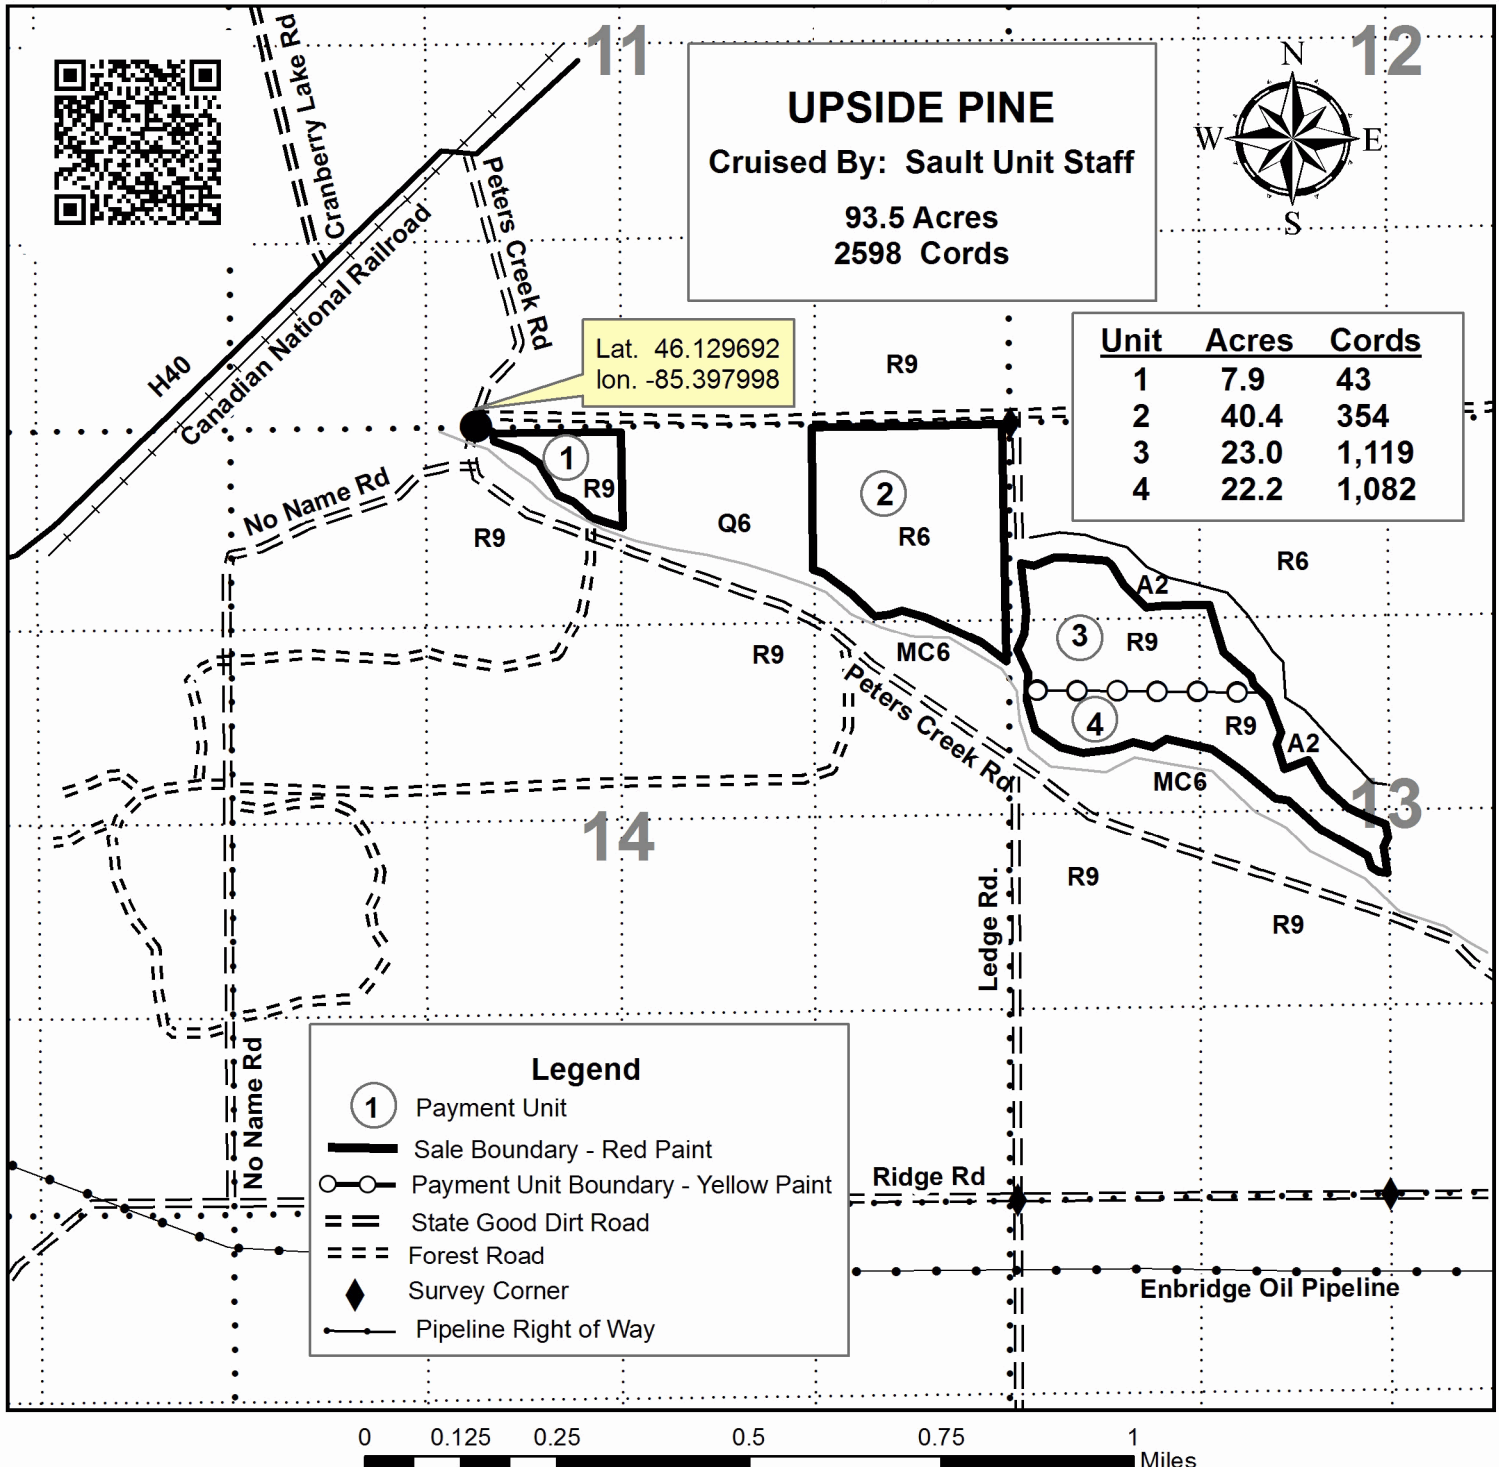 11
12
Cranberry Lake Rd
Peters Creek Rd
H40
Canadian National Railroad
UPSIDE PINE
Cruised By: Sault Unit Staff
93.5 Acres
2598 Cords
N
W E
S
Lat. 46.129692
lon. -85.397998
R9
Unit Acres Cords
1 7.9 43
2 40.4 354
3 23.0 1,119
4 22.2 1,082
1
R9
2
R6
No Name Rd
R9
Q6
R6
A2
3
R9
R9
MC6
4
R9
A2
Peters Creek Rd
MC6
13
14
R9
Ledge Rd.
R9
No Name Rd
Legend
1 Payment Unit
Sale Boundary - Red Paint
Payment Unit Boundary - Yellow Paint
State Good Dirt Road
Forest Road
Survey Corner
Pipeline Right of Way
Ridge Rd
Enbridge Oil Pipeline
0 0.125 0.25 0.5 0.75 1
Miles